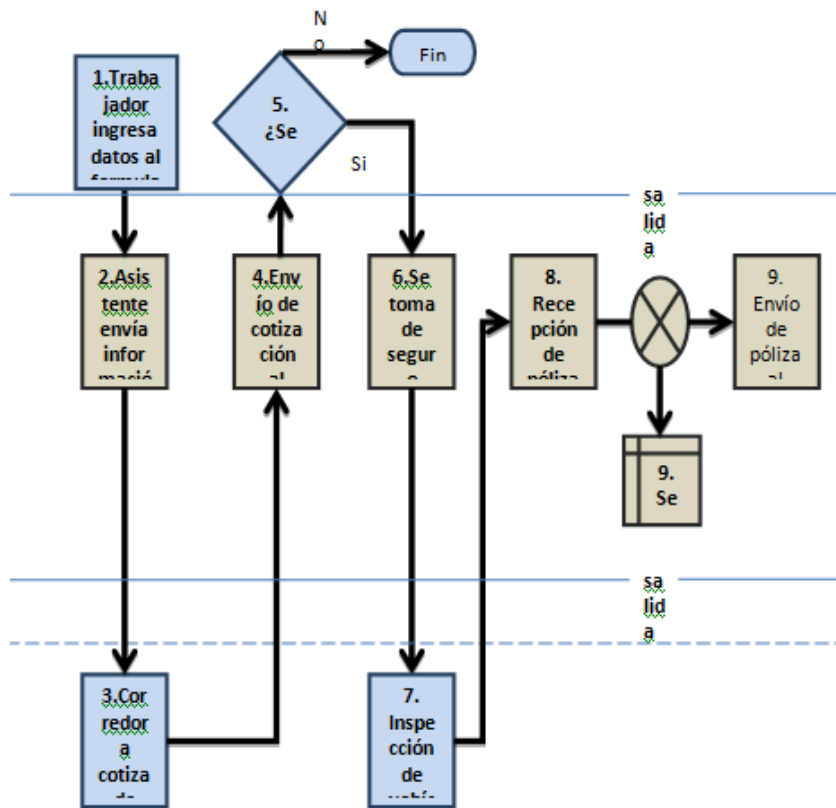 N
o
Fin
1.Traba
jador
ingresa
datos al
5.
¿Se
Si
sa
lid
a
2.Asis
tente
envía
infor
4.Env
ío de
cotiza
ción
6.Se
toma
de
segur
8.
Rece
pción
de
9.
Envío
de
póliza
9.
Se
sa
lid
a
3.Cor
redor
a
cotiza
7.
Inspe
cción
de